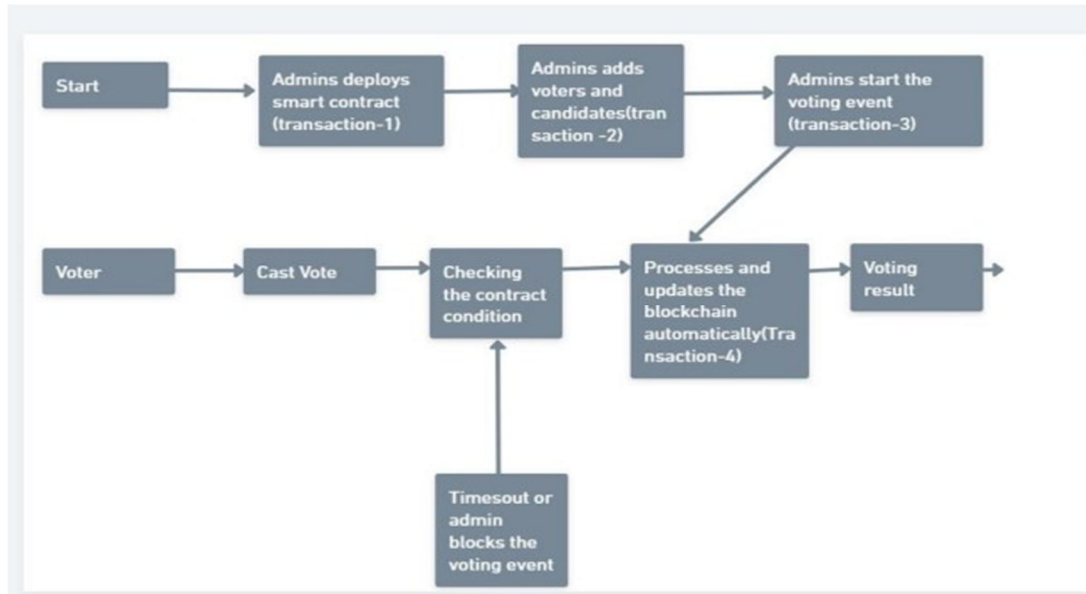 Start
Admins deploys
smart contract
(transaction-1)
Admins adds
voters and
candidates(tran
saction -2)
Admins start the
voting event
(transaction-3)
Voter
Cast Vote
Checking
the contract
condition
Processes and
updates the
blockchain
automatically(Tra
nsaction-4)
Voting
result
Timesout or
admin
blocks the
voting event